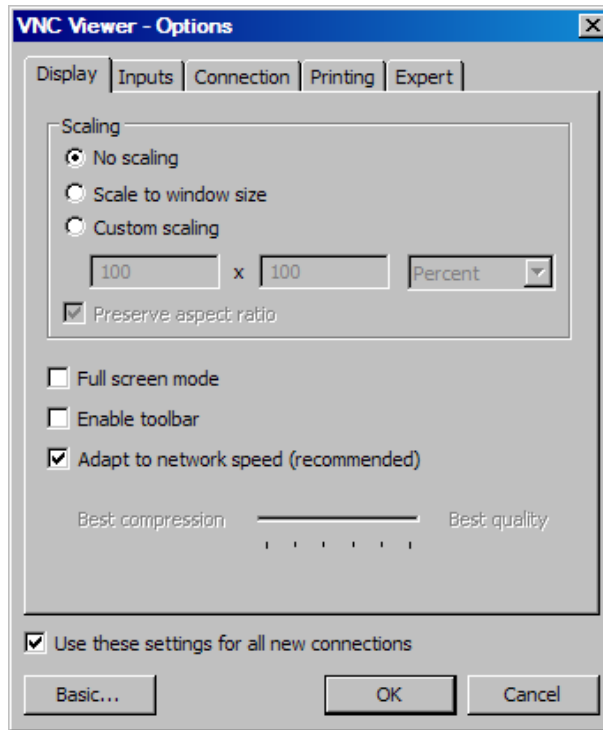 VNC Viewer - Options
Display Inputs Connection Printing Expert
Scaling
No scaling
Scale to window size
Custom scaling
100 x 100 Percent
Preserve aspect ratio
Full screen mode
Enable toolbar
Adapt to network speed (recommended)
Best compression Best quality
Use these settings for all new connections
Basic... OK Cancel